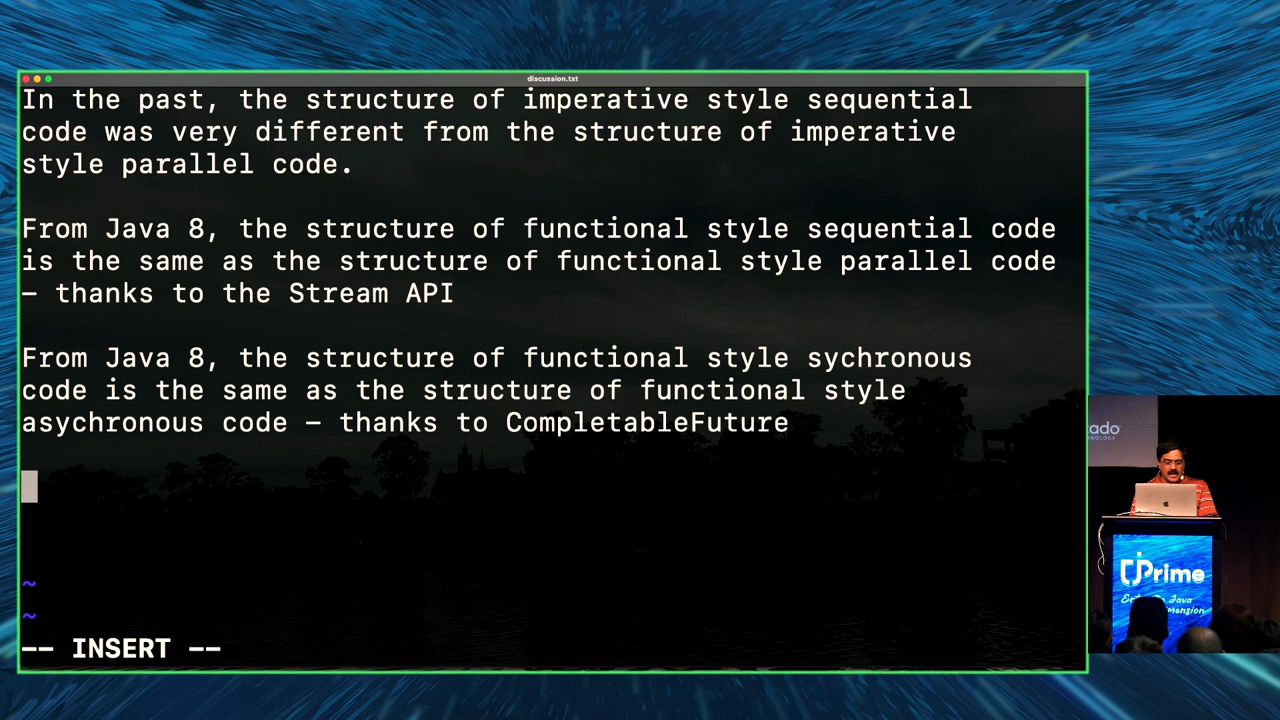 discussion.txt
In the past, the structure of imperative style sequential
code was very different from the structure of imperative
style parallel code.
From Java 8, the structure of functional style sequential code
is the same as the structure of functional style parallel code
– thanks to the Stream API
From Java 8, the structure of functional style sychronous
code is the same as the structure of functional style
asychronous code – thanks to CompletableFuture
~
~
-- INSERT --
ado
Prime
Java